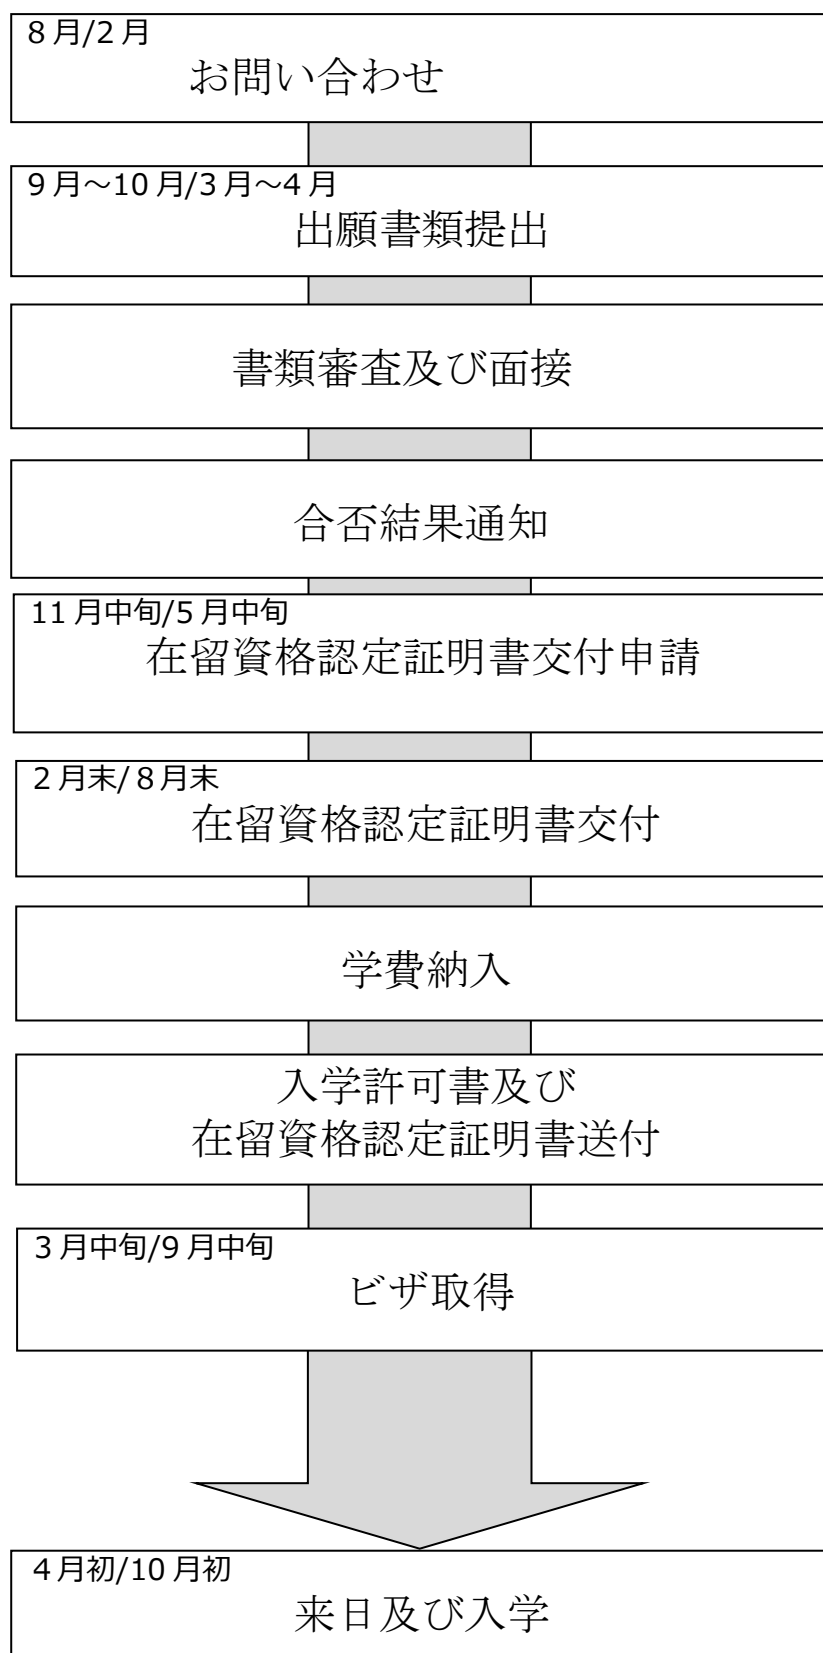 8月/2月
お問い合わせ
9月～10月/3月～4月
出願書類提出
書類審査及び面接
合否結果通知
11月中旬/5月中旬
在留資格認定証明書交付申請
2月末/8月末
在留資格認定証明書交付
学費納入
入学許可書及び
在留資格認定証明書送付
3月中旬/9月中旬
ビザ取得
4月初/10月初
来日及び入学